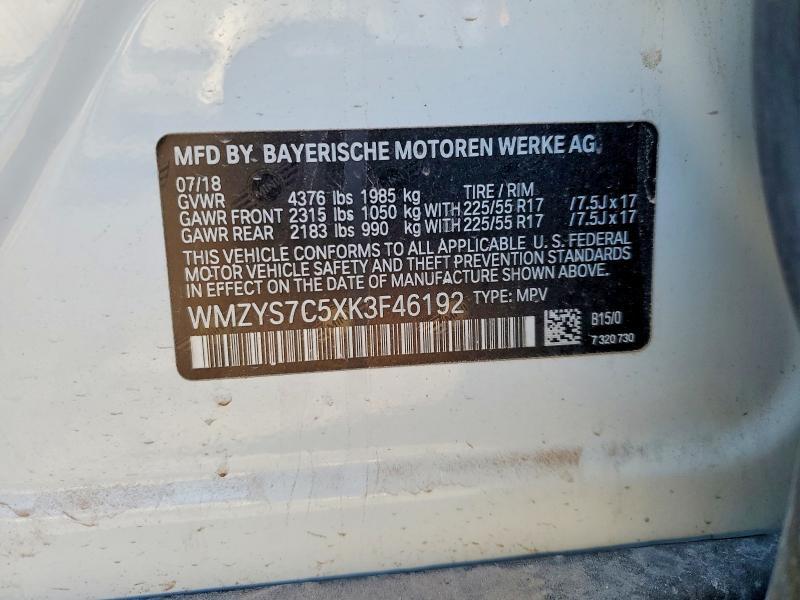 MFD BY. BAYERISCHE MOTOREN WERKE AG
07/18 TIRE / RIM
GVWR 4376 lbs 1985 kg
GAWR FRONT 2315 lbs 1050 kg WITH 225/55 R17 /7.5J x 17
GAWR REAR 2183 lbs 990 kg WITH 225/55 R17 /7.5J x 17
THIS VEHICLE CONFORMS TO ALL APPLICABLE U. S. FEDERAL
MOTOR VEHICLE SAFETY AND THEFT PREVENTION STANDARDS
IN EFFECT ON THE DATE OF MANUFACTURE SHOWN ABOVE.
WMZYS7C5XK3F46192 TYPE: MPV
B15/0
7 320 730